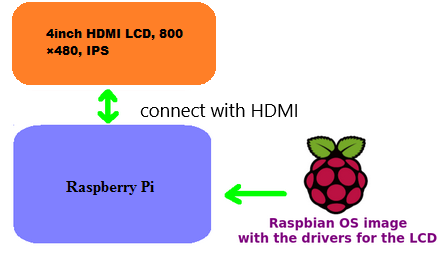 4inch HDMI LCD, 800
×480, IPS
connect with HDMI
Raspberry Pi
Raspbian OS image
with the drivers for the LCD